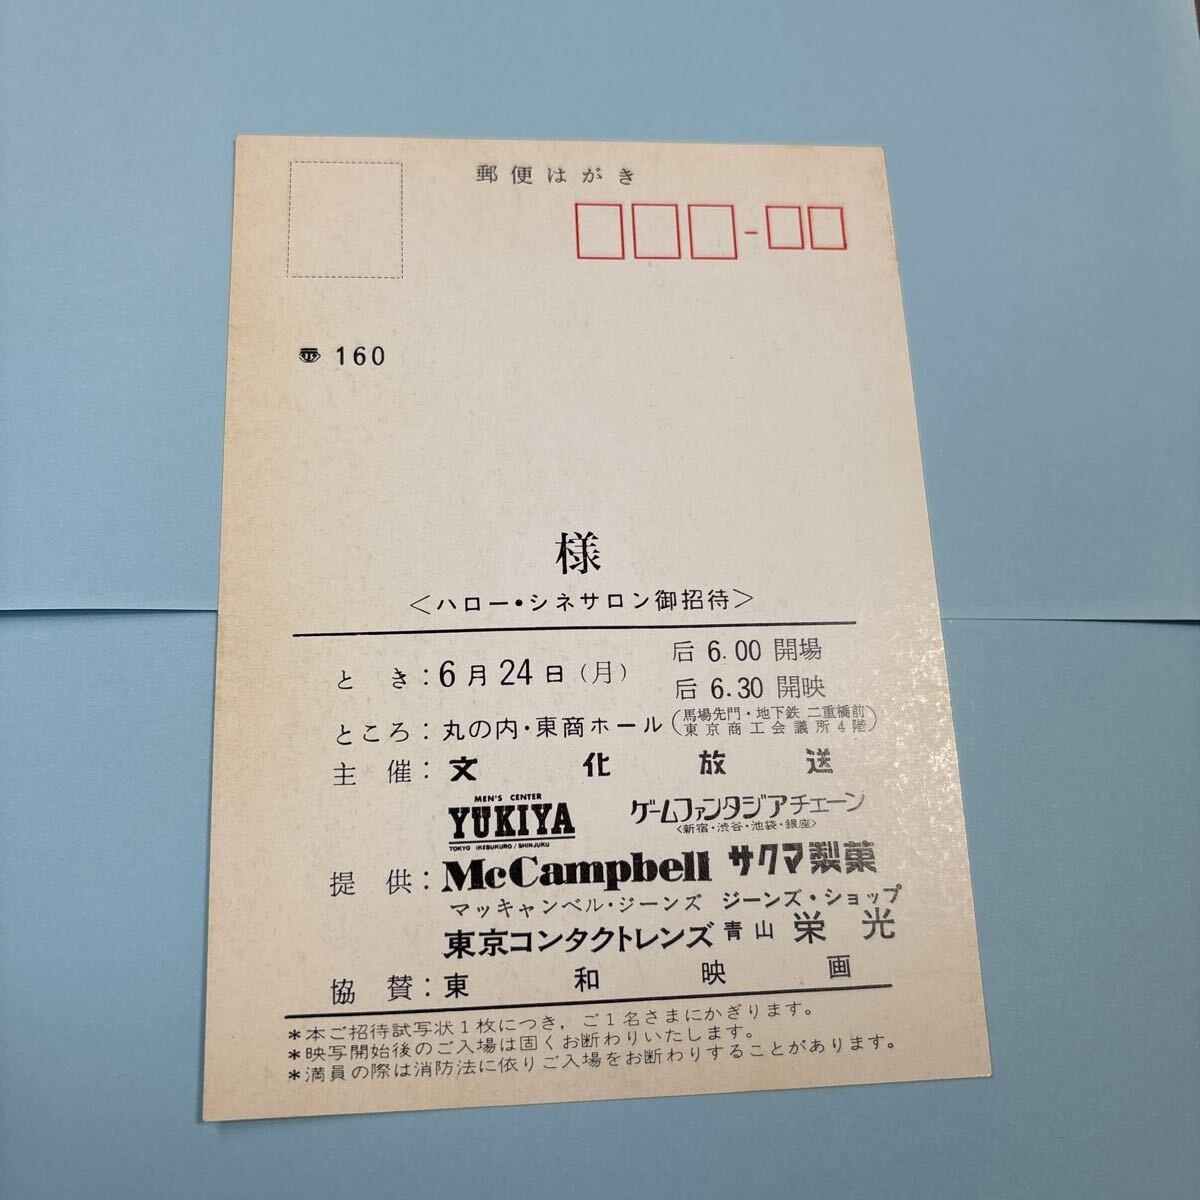 郵便はがき
160
様
<ハロー・シネサロン御招待>
とき:6月24日(月) 后6.00開場
后6.30開映
ところ:丸の内・東商ホール(馬場先門・地下鉄 二重橋前
東京商工会議所4階)
主催:文化放送
MEN'S CENTER
YUKIYA
TOKYO IKEBUKURO/SHINJUKU
ゲームファンタジアチェーン
<新宿・渋谷・池袋・銀座>
提供:McCampbell サクマ製菓
マッキャンベル・ジーンズ ジーンズ・ショップ
東京コンタクトレンズ 青山 栄光
協賛:東和映画
*本ご招待試写状1枚につき,ご1名さまにかぎります。
*映写開始後のご入場は固くお断わりいたします。
*満員の際は消防法に依りご入場をお断わりすることがあります。